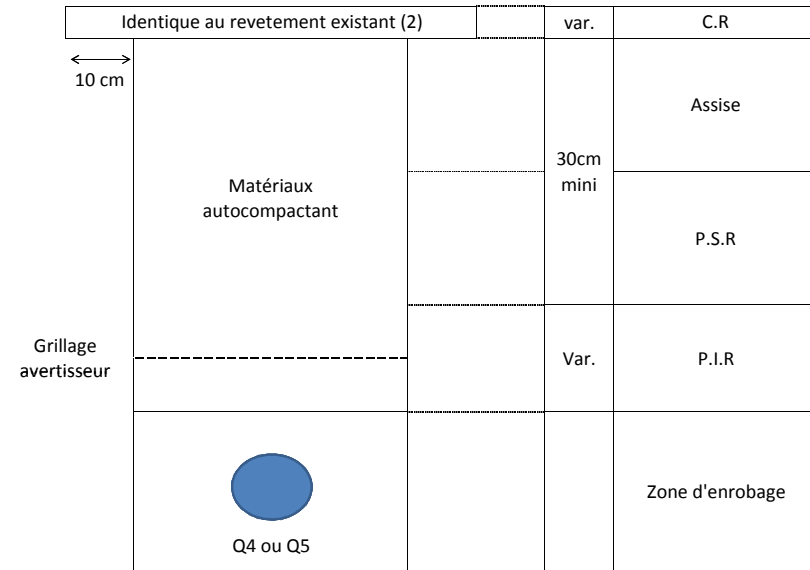 Identique au revetement existant (2)
var.
C.R
10 cm
Assise
30cm
mini
Matériaux
autocompactant
P.S.R
Grillage
avertisseur
Var.
P.I.R
Zone d'enrobage
Q4 ou Q5